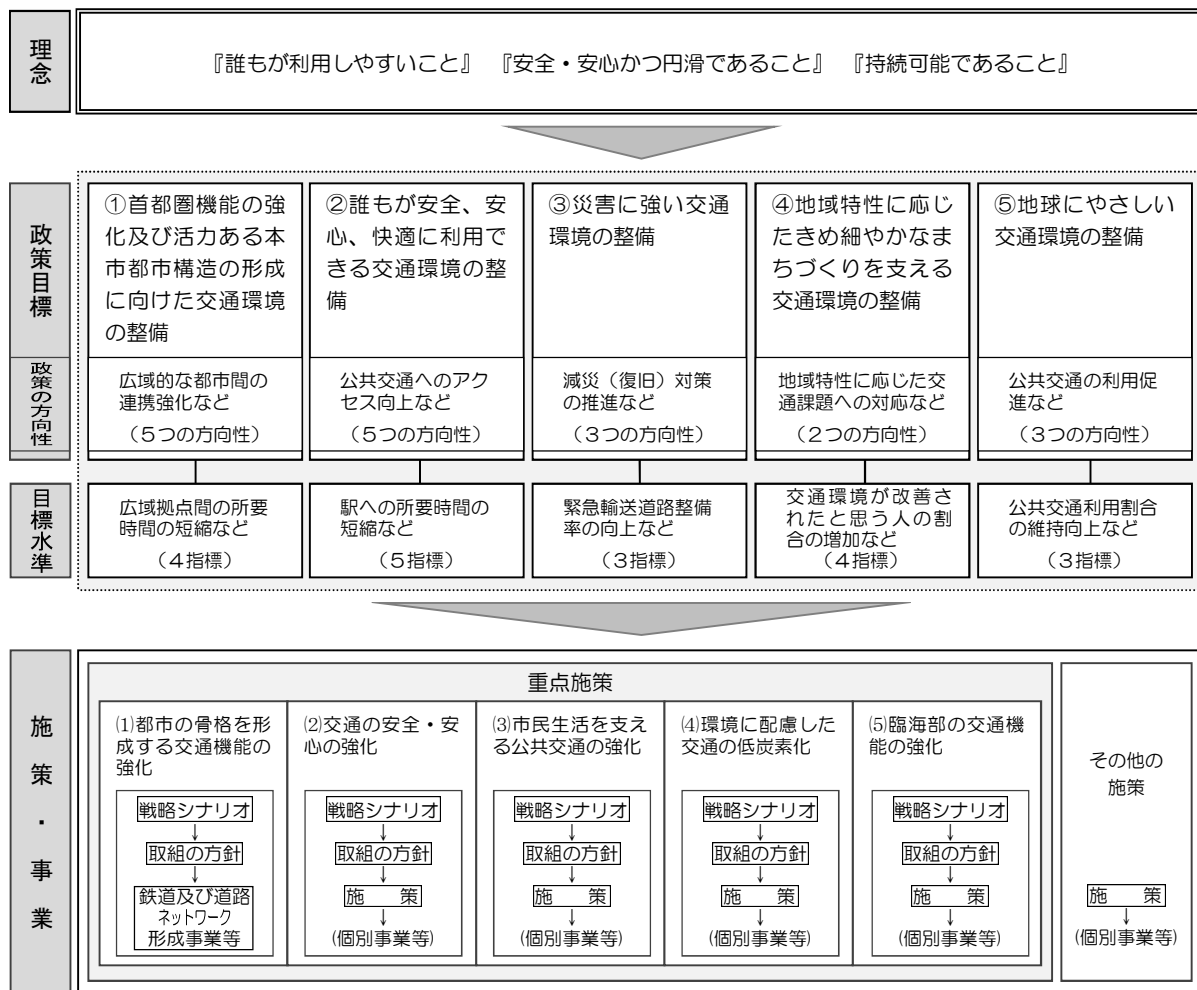 理念
『誰もが利用しやすいこと』 『安全・安心かつ円滑であること』 『持続可能であること』
政策目標
①首都圏機能の強
化及び活力ある本
市都市構造の形成
に向けた交通環境
の整備
②誰もが安全、安
心、快適に利用で
きる交通環境の整
備
③災害に強い交通
環境の整備
④地域特性に応じ
たきめ細やかなま
ちづくりを支える
交通環境の整備
⑤地球にやさしい
交通環境の整備
政策の方向性
広域的な都市間の
連携強化など
(5つの方向性)
公共交通へのアク
セス向上など
(5つの方向性)
減災(復旧)対策
の推進など
(3つの方向性)
地域特性に応じた交
通課題への対応など
(2つの方向性)
公共交通の利用促
進など
(3つの方向性)
目標水準
広域拠点間の所要
時間の短縮など
(4指標)
駅への所要時間の
短縮など
(5指標)
緊急輸送道路整備
率の向上など
(3指標)
交通環境が改善さ
れたと思う人の割
合の増加など
(4指標)
公共交通利用割合
の維持向上など
(3指標)
施策・事業
重点施策
⑴都市の骨格を形
成する交通機能の
強化
戦略シナリオ
↓
取組の方針
↓
鉄道及び道路
ネットワーク
形成事業等
⑵交通の安全・安
心の強化
戦略シナリオ
↓
取組の方針
↓
施 策
↓
(個別事業等)
⑶市民生活を支え
る公共交通の強化
戦略シナリオ
↓
取組の方針
↓
施 策
↓
(個別事業等)
⑷環境に配慮した
交通の低炭素化
戦略シナリオ
↓
取組の方針
↓
施 策
↓
(個別事業等)
⑸臨海部の交通機
能の強化
戦略シナリオ
↓
取組の方針
↓
施 策
↓
(個別事業等)
その他の
施策
施 策
↓
(個別事業等)